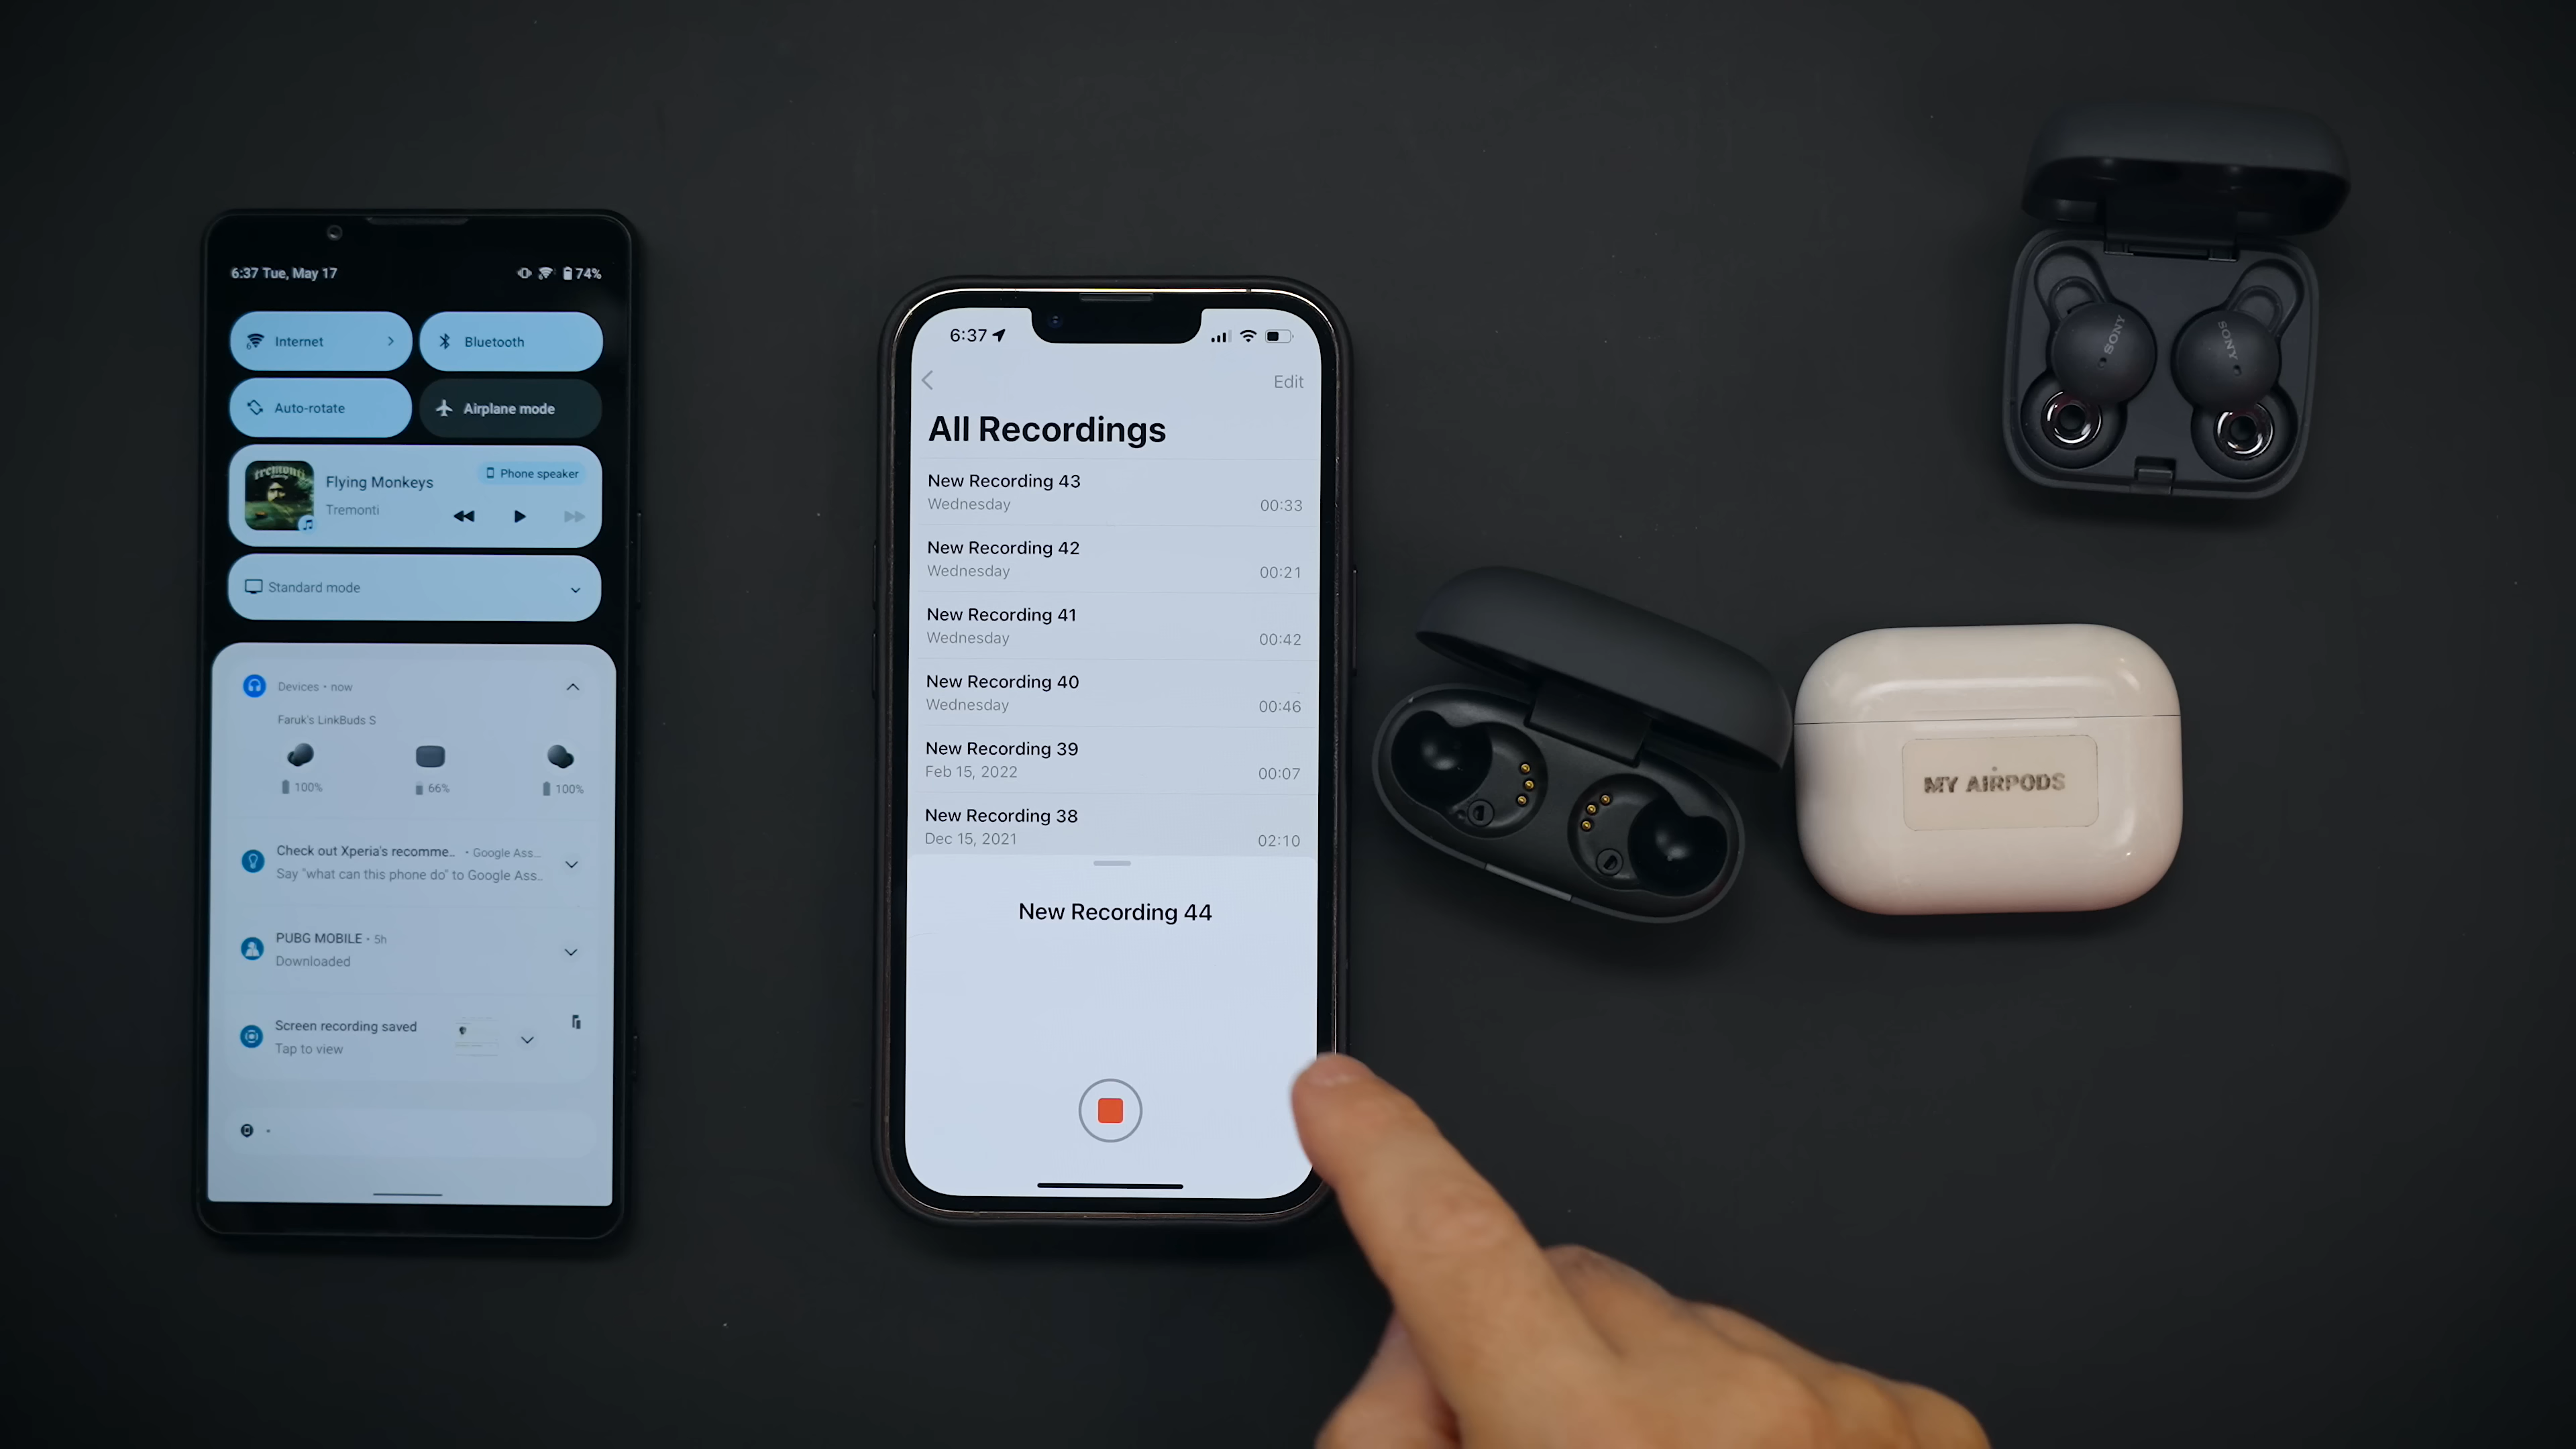 6:37 Tue, May 17
74%
Internet
Bluetooth
Auto-rotate
Airplane mode
tremonti
Flying Monkeys
Phone speaker
Tremonti
Standard mode
Devices • now
Faruk's LinkBuds S
100%
66%
100%
Check out Xperia's recomme.. • Google Ass...
Say "what can this phone do" to Google Ass..
PUBG MOBILE • 5h
Downloaded
Screen recording saved
Tap to view
6:37
Edit
All Recordings
New Recording 43
Wednesday
00:33
New Recording 42
Wednesday
00:21
New Recording 41
Wednesday
00:42
New Recording 40
Wednesday
00:46
New Recording 39
Feb 15, 2022
00:07
New Recording 38
Dec 15, 2021
02:10
New Recording 44
SONY
SONY
MY AIRPODS